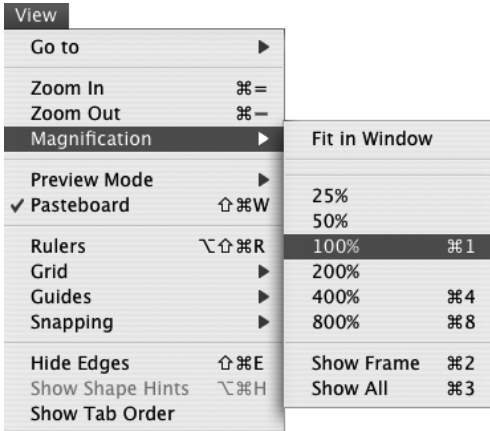 View
Go to
Zoom In ⌘=
Zoom Out ⌘−
Magnification
Preview Mode
✓ Pasteboard ⇧⌘W
Rulers ⌥⇧⌘R
Grid
Guides
Snapping
Hide Edges ⇧⌘E
Show Shape Hints ⌥⌘H
Show Tab Order
Fit in Window
25%
50%
100% ⌘1
200%
400% ⌘4
800% ⌘8
Show Frame ⌘2
Show All ⌘3